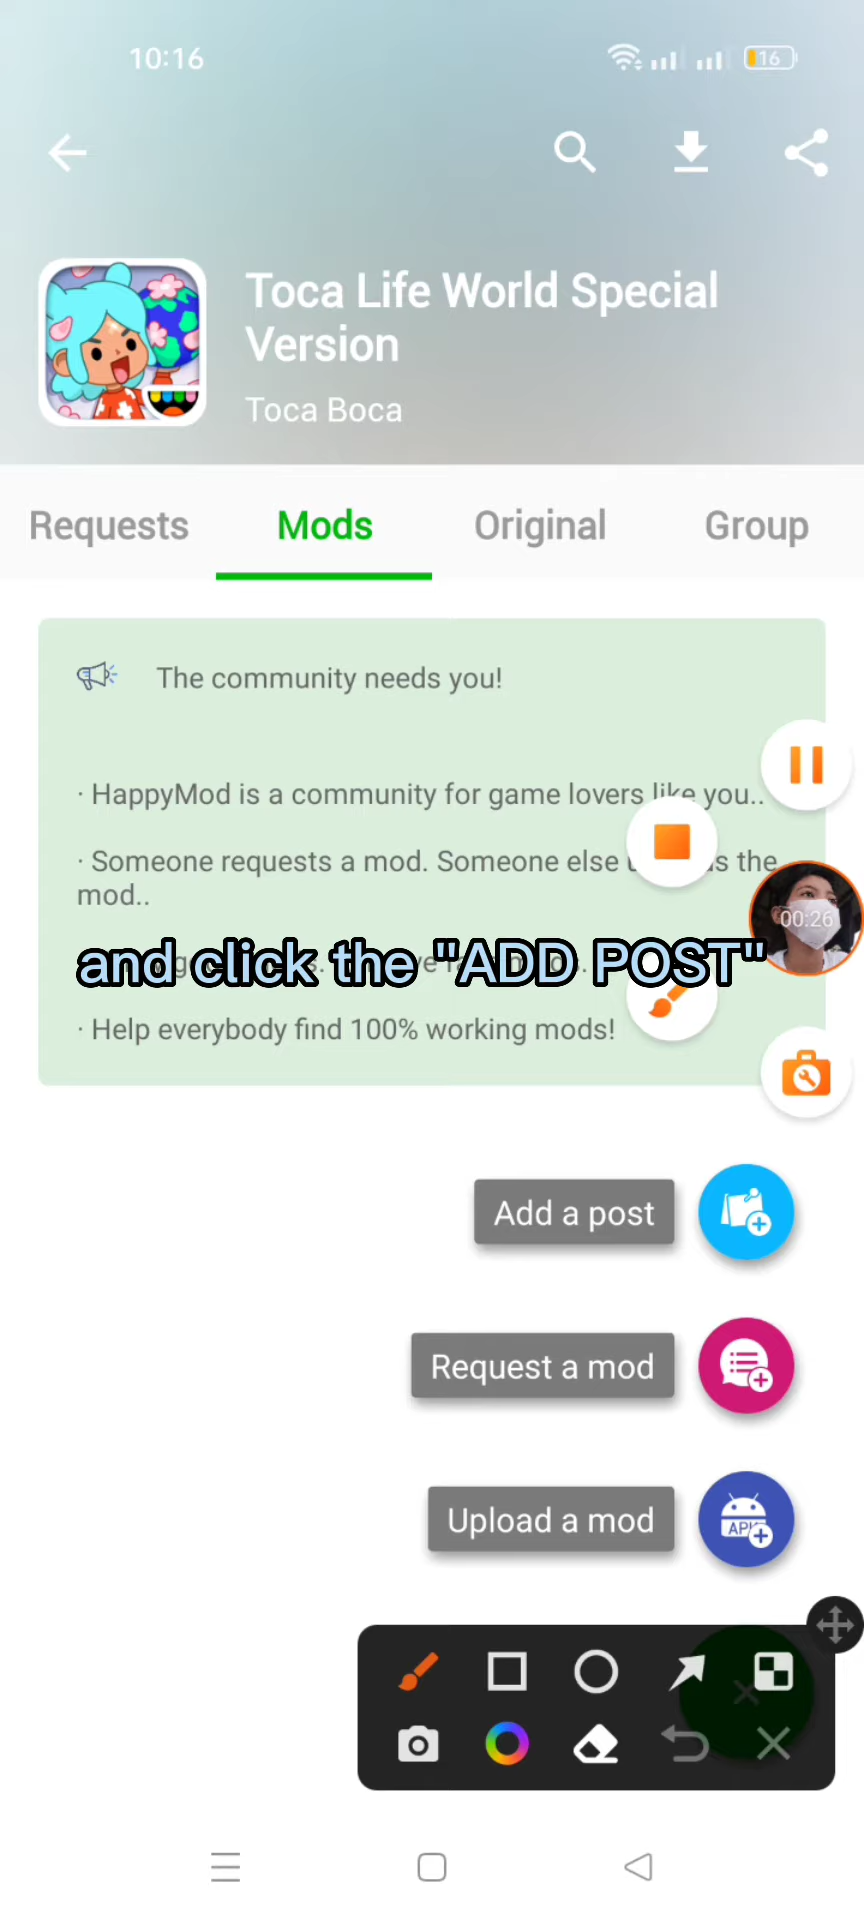 10:16
16
Toca Life World Special
Version
Toca Boca
Requests Mods Original Group
The community needs you!
· HappyMod is a community for game lovers like you..
· Someone requests a mod. Someone else the
mod..
00:26
and click the "ADD POST"
· Help everybody find 100% working mods!
Add a post
Request a mod
Upload a mod
APK